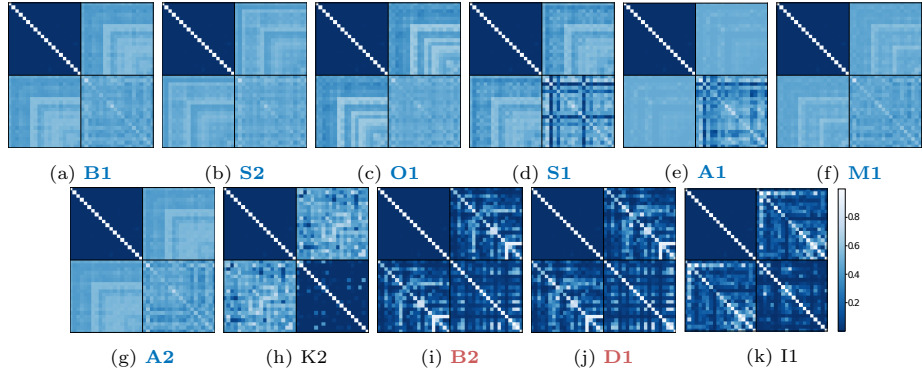 (a) B1 (b) S2 (c) O1 (d) S1 (e) A1 (f) M1
0.8
0.6
0.4
0.2
(g) A2 (h) K2 (i) B2 (j) D1 (k) I1